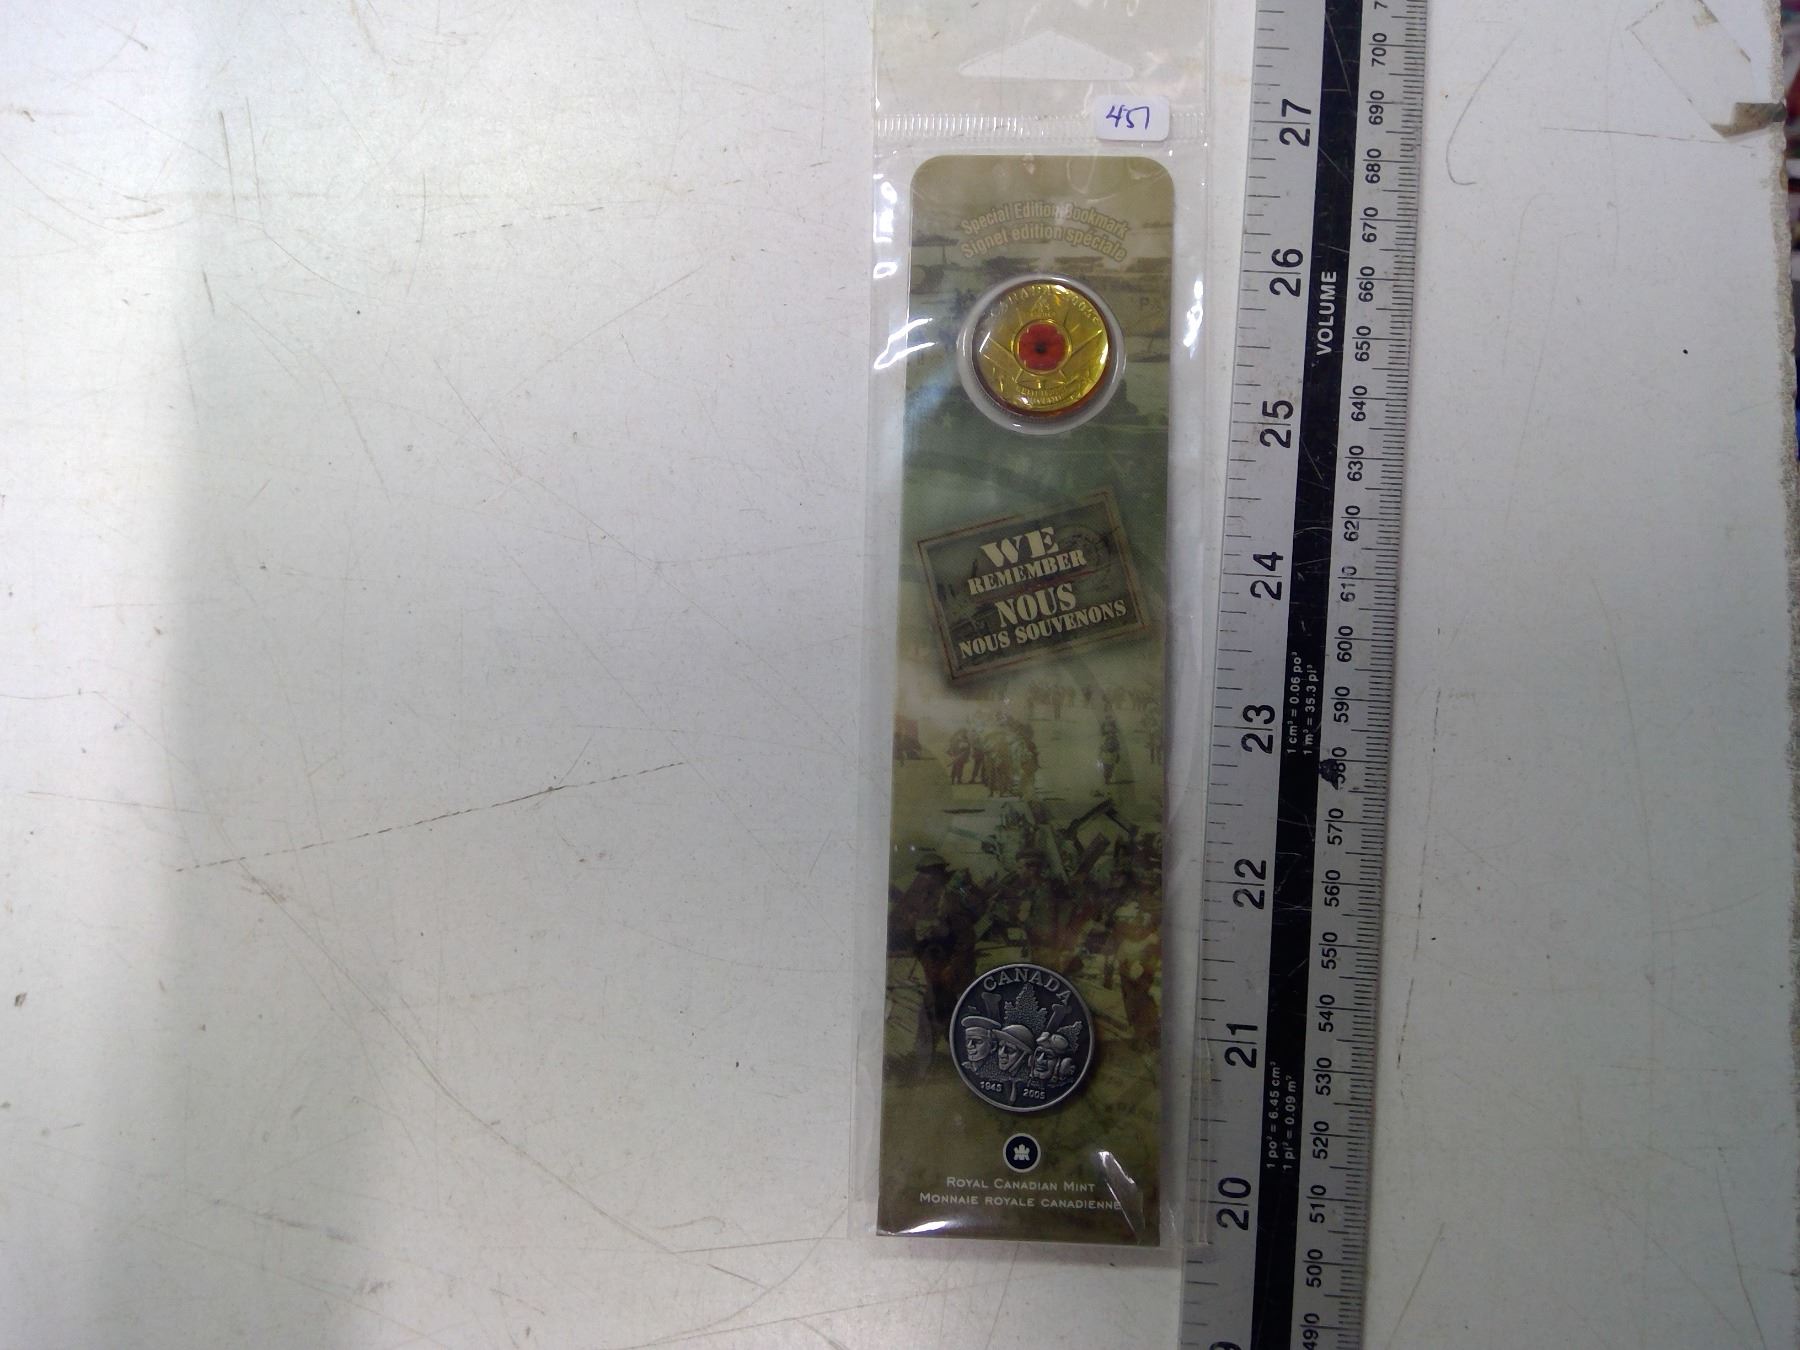 457
Special Edition Bookmark
Signet édition spéciale
WE
REMEMBER
NOUS
NOUS SOUVENONS
CANADA
1945 2005
ROYAL CANADIAN MINT
MONNAIE ROYALE CANADIENNE
27
26
25
24
23
22
21
20
VOLUME
1 cm³ = 0.06 po³
1 m³ = 35.3 pi³
1 po² = 6.45 cm²
1 pi² = 0.09 m²
700
690
680
670
660
650
640
630
620
610
600
590
580
570
560
550
540
530
520
510
500
490